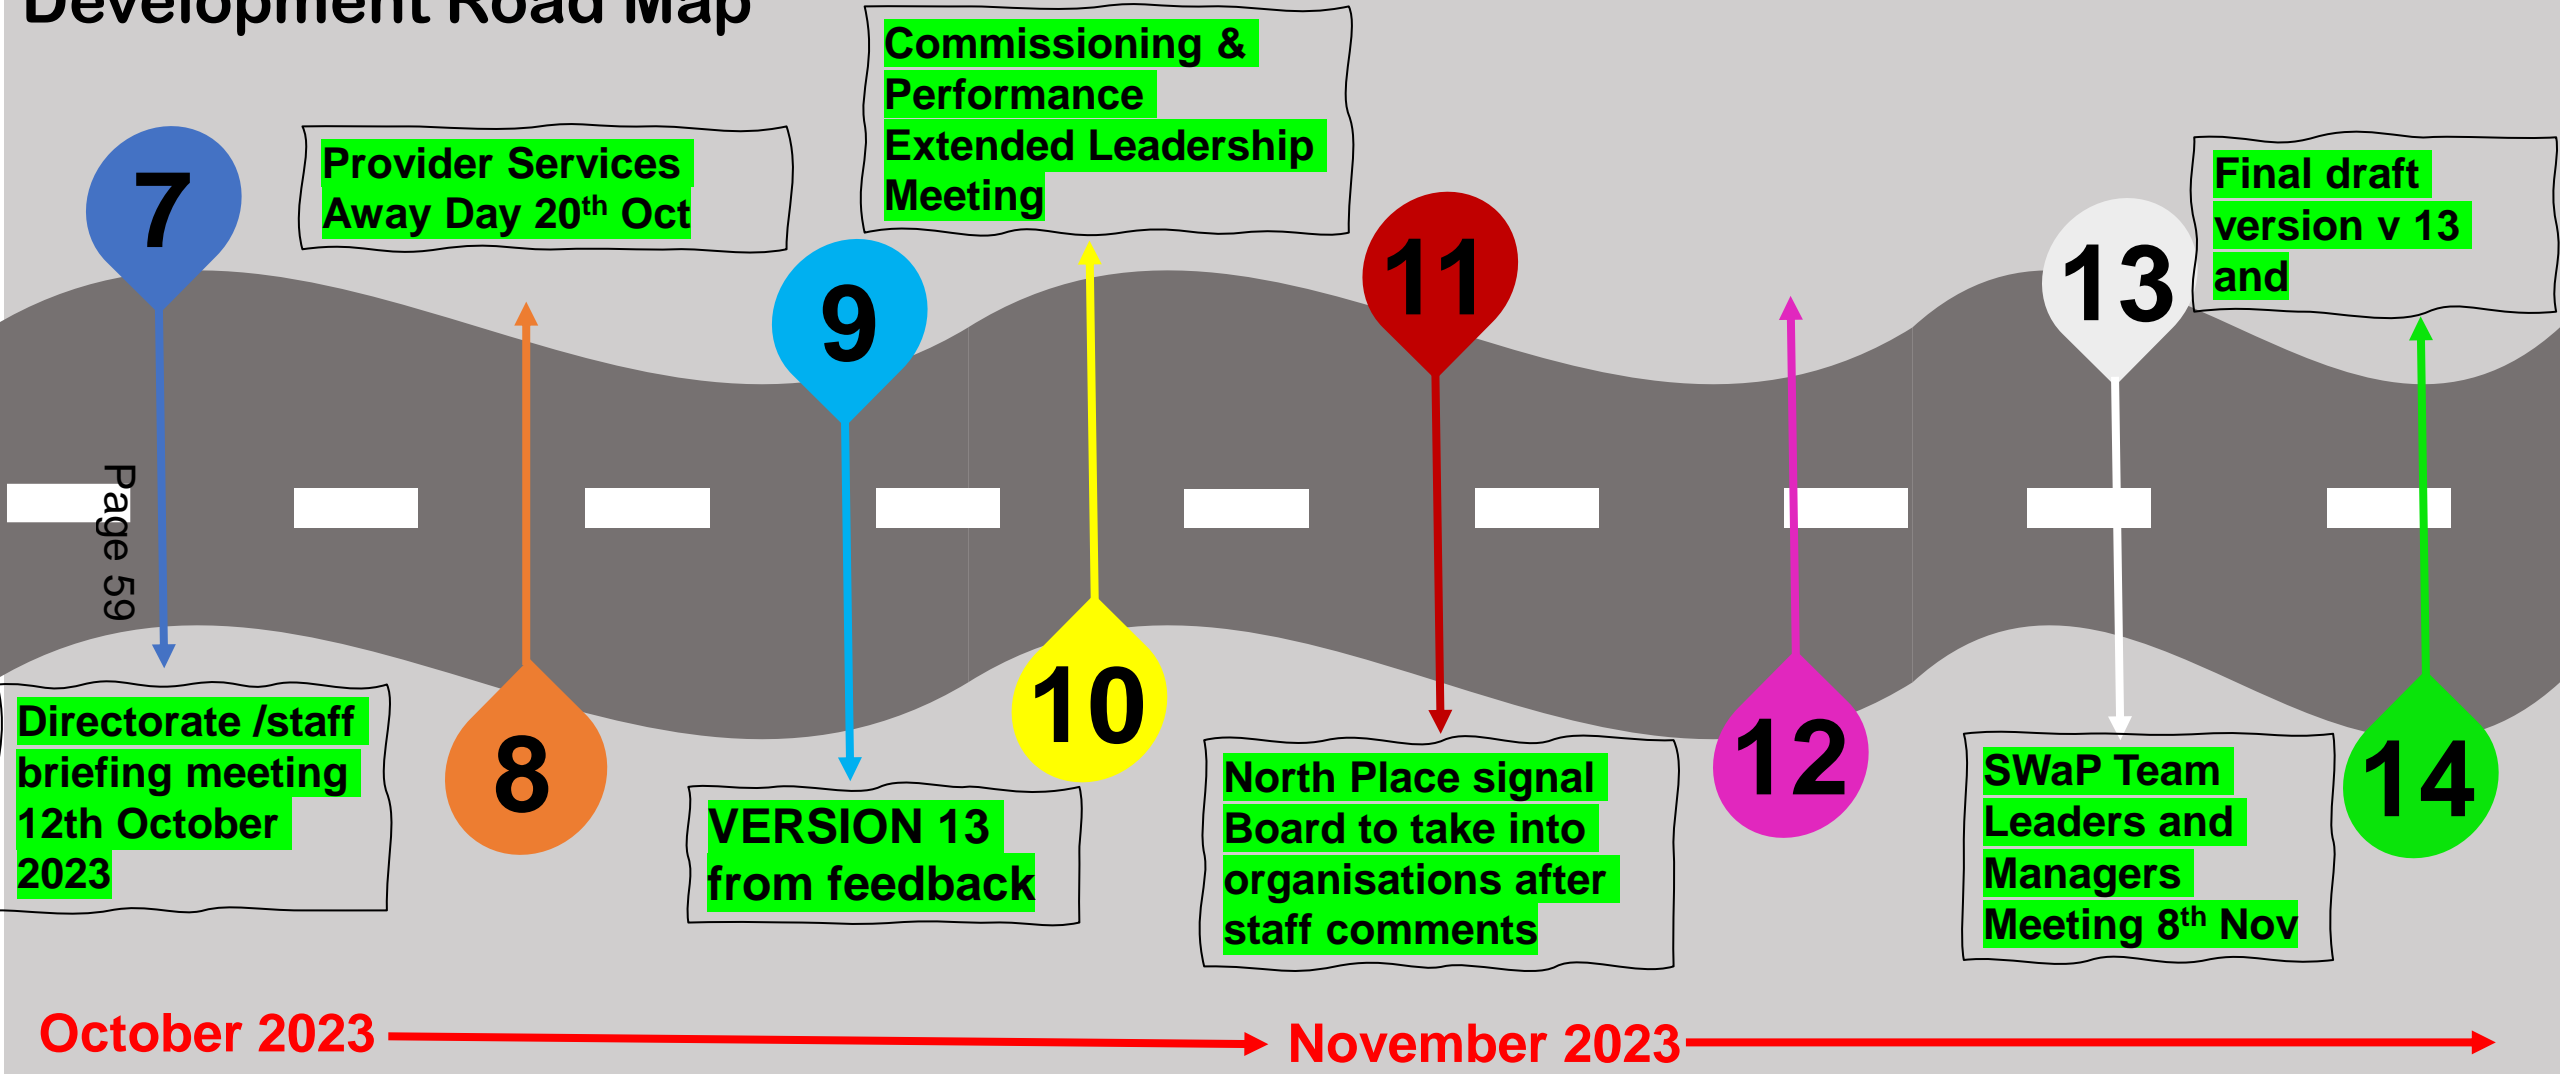 Development Road Map
7
Provider Services
Away Day 20th Oct
9
Commissioning &
Performance
Extended Leadership
Meeting
11
13
Final draft
version v 13
and
Page 59
Directorate /staff
briefing meeting
12th October
2023
8
VERSION 13
from feedback
10
North Place signal
Board to take into
organisations after
staff comments
12
SWaP Team
Leaders and
Managers
Meeting 8th Nov
14
October 2023
November 2023